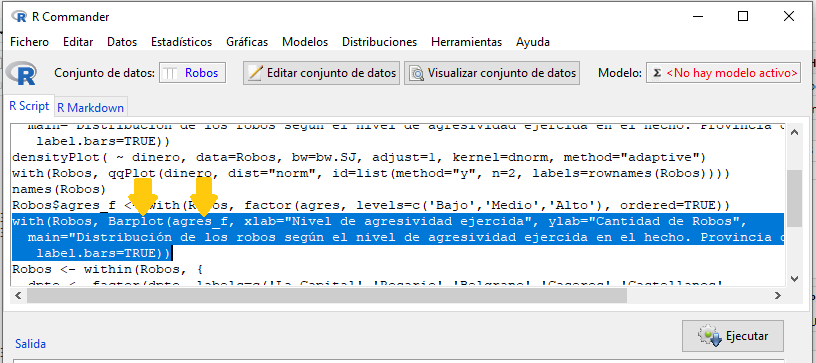 R Commander
Fichero Editar Datos Estadísticos Gráficas Modelos Distribuciones Herramientas Ayuda
Conjunto de datos: Robos Editar conjunto de datos Visualizar conjunto de datos Modelo: Σ <No hay modelo activo>
R Script R Markdown
main="Distribución de los robos según el nivel de agresividad ejercida en el hecho. Provincia
label.bars=TRUE))
densityPlot( ~ dinero, data=Robos, bw=bw.SJ, adjust=1, kernel=dnorm, method="adaptive")
with(Robos, qqPlot(dinero, dist="norm", id=list(method="y", n=2, labels=rownames(Robos))))
names(Robos)
Robos$agres_f <- with(Robos, factor(agres, levels=c('Bajo','Medio','Alto'), ordered=TRUE))
with(Robos, Barplot(agres_f, xlab="Nivel de agresividad ejercida", ylab="Cantidad de Robos",
main="Distribución de los robos según el nivel de agresividad ejercida en el hecho. Provincia
label.bars=TRUE))
Robos <- within(Robos, {
dpto <- factor(dpto, labels=c('La Capital','Rosario','Belgrano','Caseros','Castellanos',
Ejecutar
Salida